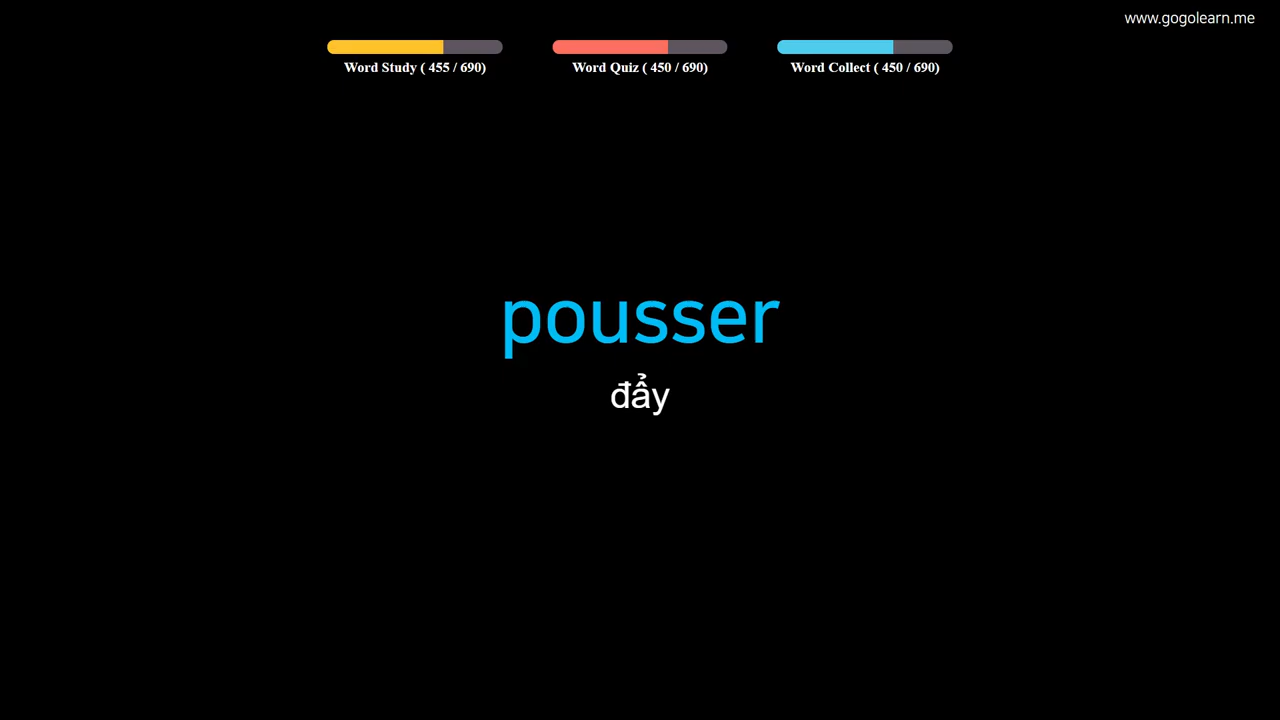 www.gogolearn.me
Word Study ( 455 / 690)
Word Quiz ( 450 / 690)
Word Collect ( 450 / 690)
pousser
đẩy